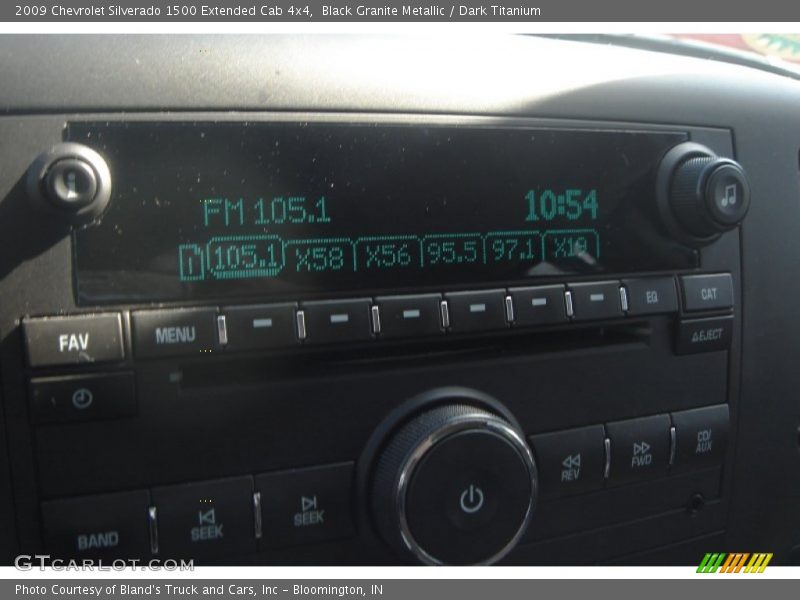 2009 Chevrolet Silverado 1500 Extended Cab 4x4, Black Granite Metallic / Dark Titanium
i
FM 105.1 10:54
1 105.1 X58 X56 95.5 97.1 X18
FAV MENU EQ CAT
EJECT
BAND SEEK SEEK REV FWD CD/
AUX
GTCARLOT.COM
Photo Courtesy of Bland's Truck and Cars, Inc – Bloomington, IN